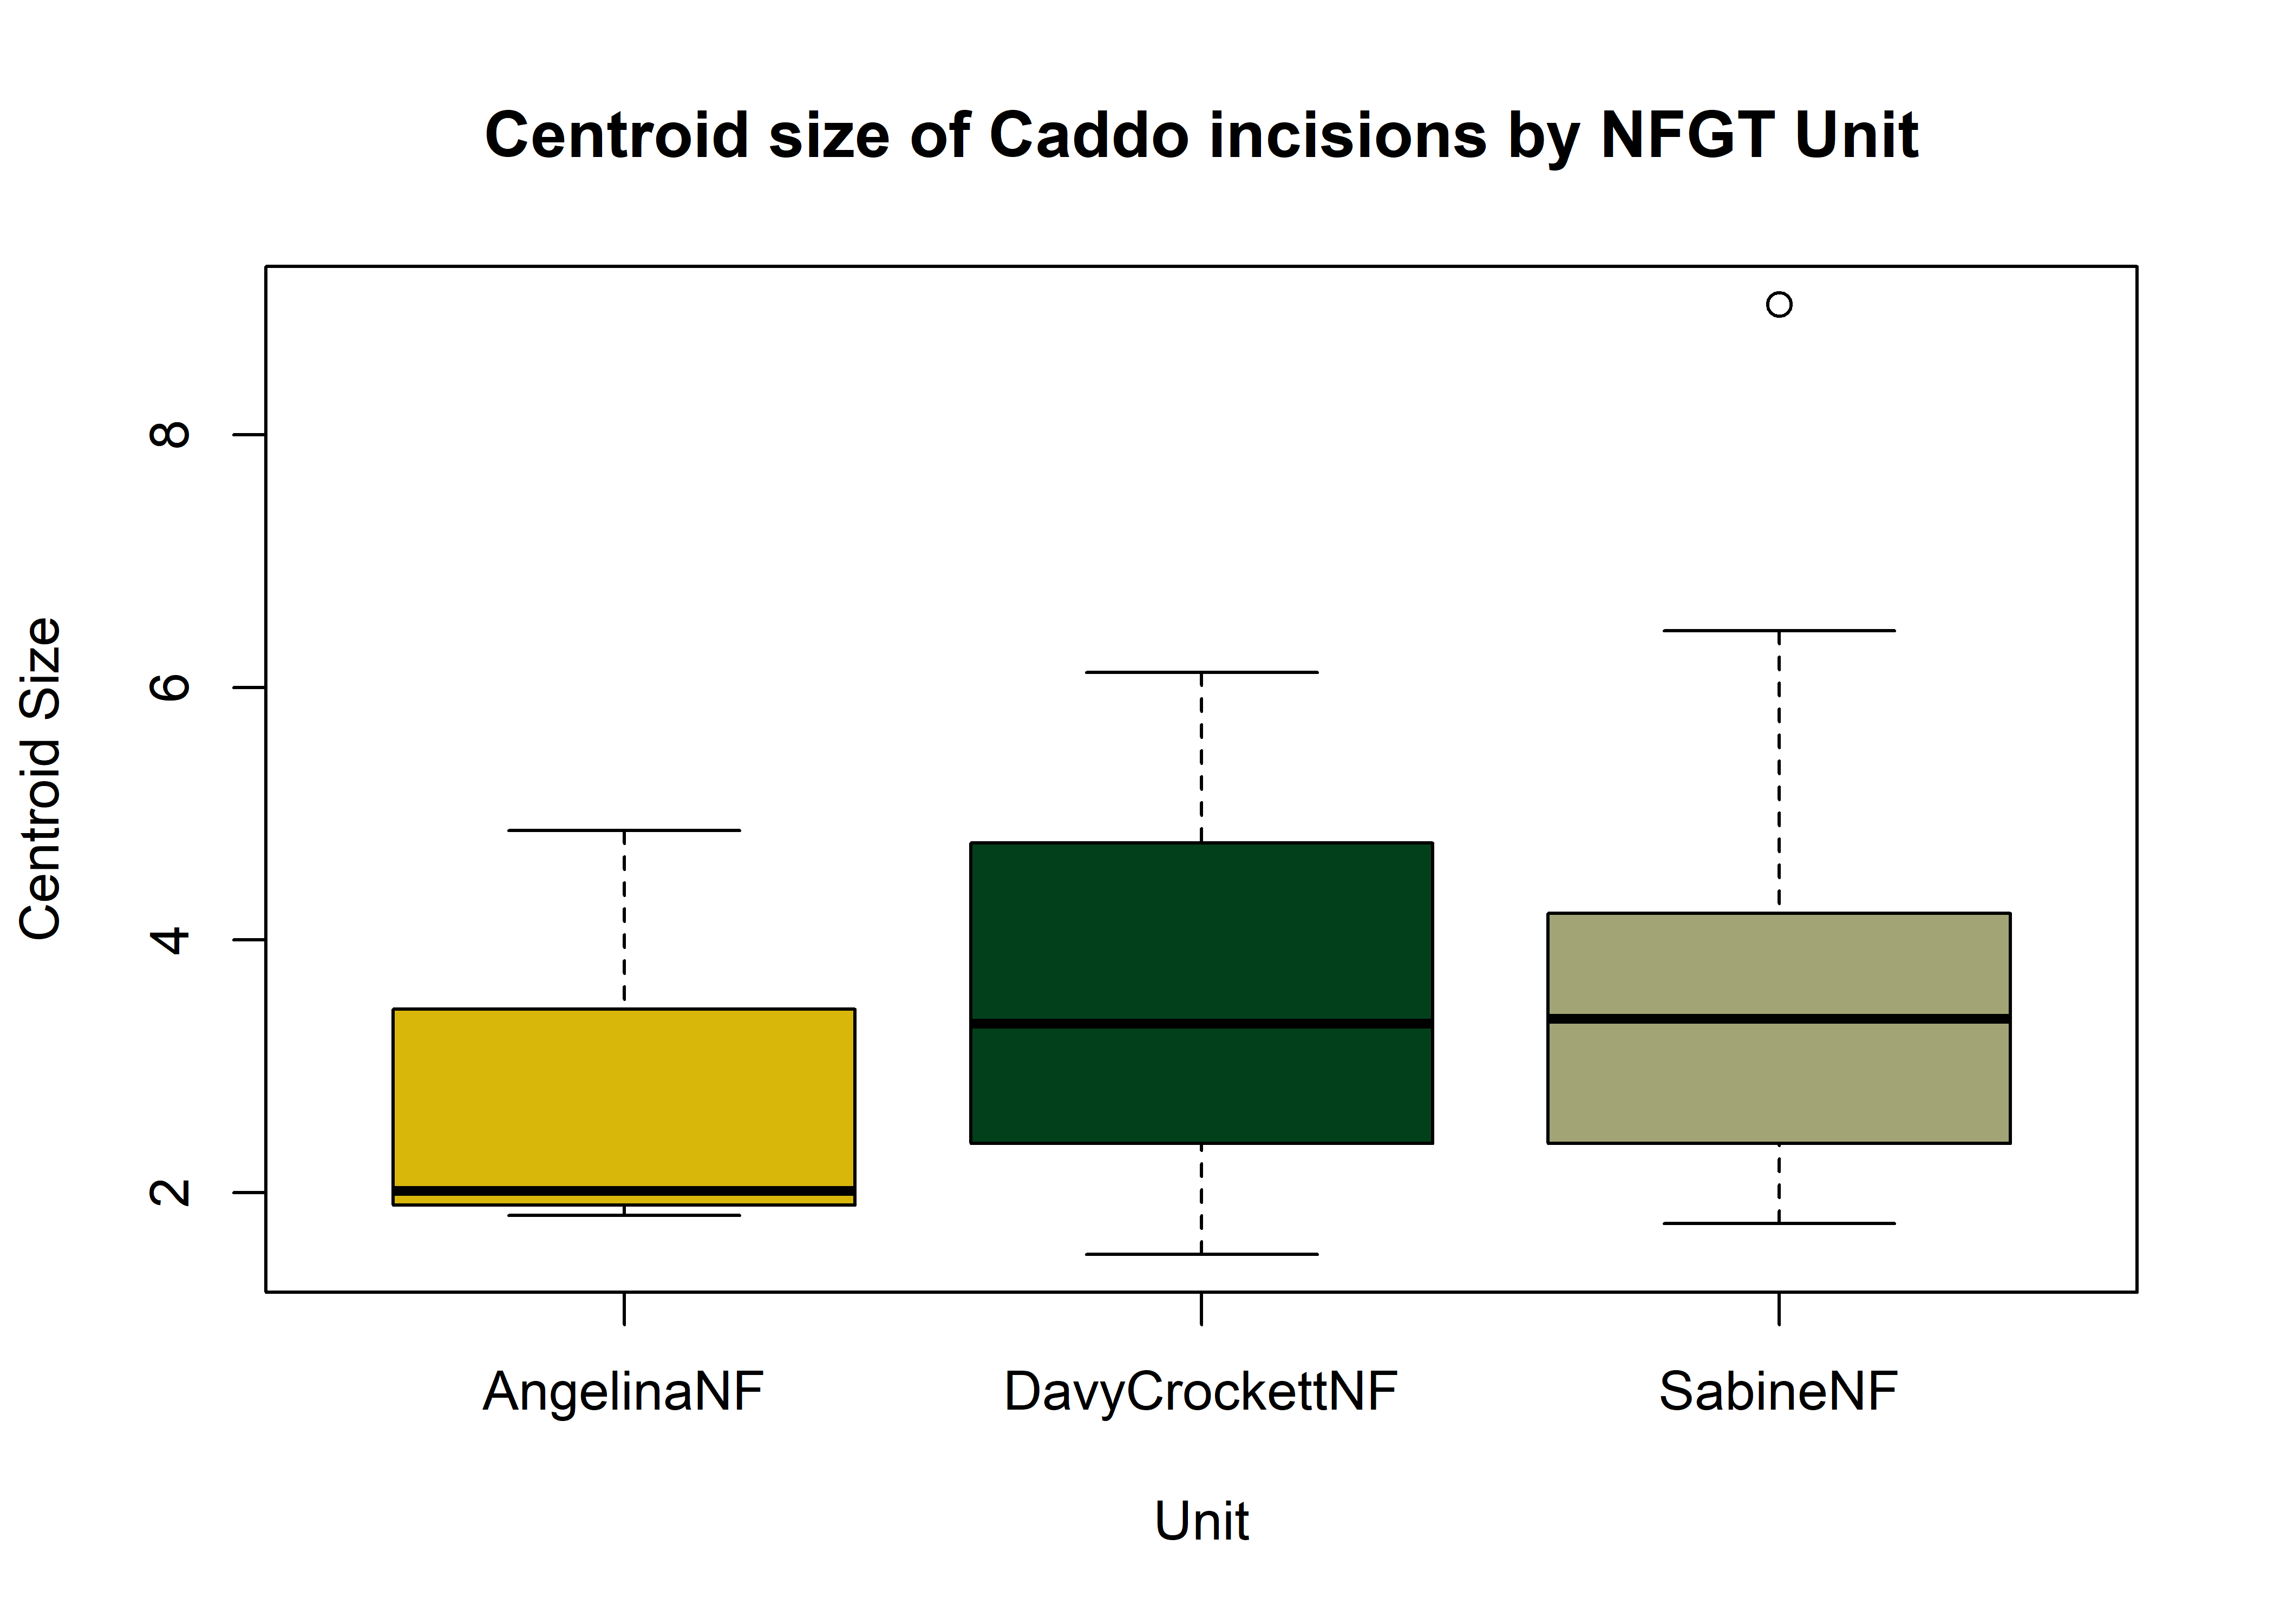 Centroid size of Caddo incisions by NFGT Unit
Centroid Size
8
6
4
2
AngelinaNF DavyCrockettNF SabineNF
Unit